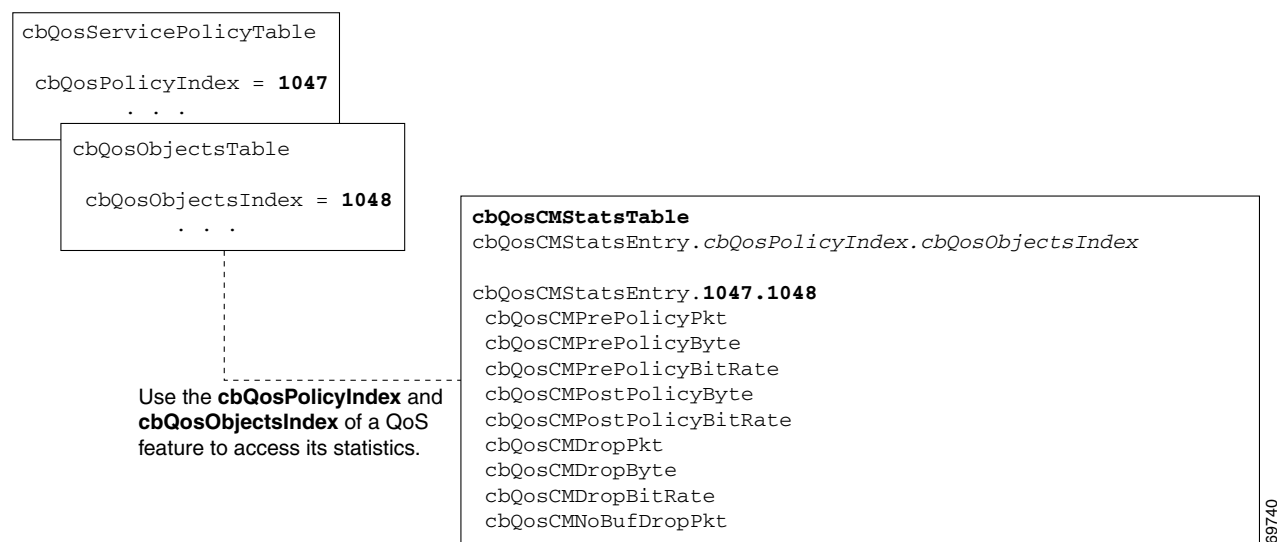 cbQosServicePolicyTable
cbQosPolicyIndex = 1047
. . .
cbQosObjectsTable
cbQosObjectsIndex = 1048
. . .
Use the cbQosPolicyIndex and
cbQosObjectsIndex of a QoS
feature to access its statistics.
cbQosCMStatsTable
cbQosCMStatsEntry.cbQosPolicyIndex.cbQosObjectsIndex
cbQosCMStatsEntry.1047.1048
cbQosCMPrePolicyPkt
cbQosCMPrePolicyByte
cbQosCMPrePolicyBitRate
cbQosCMPostPolicyByte
cbQosCMPostPolicyBitRate
cbQosCMDropPkt
cbQosCMDropByte
cbQosCMDropBitRate
cbQosCMNoBufDropPkt
69740